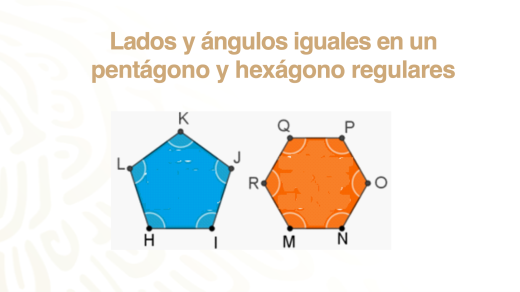 Lados y ángulos iguales en un
pentágono y hexágono regulares
K
Q P
L J
R O
H I M N